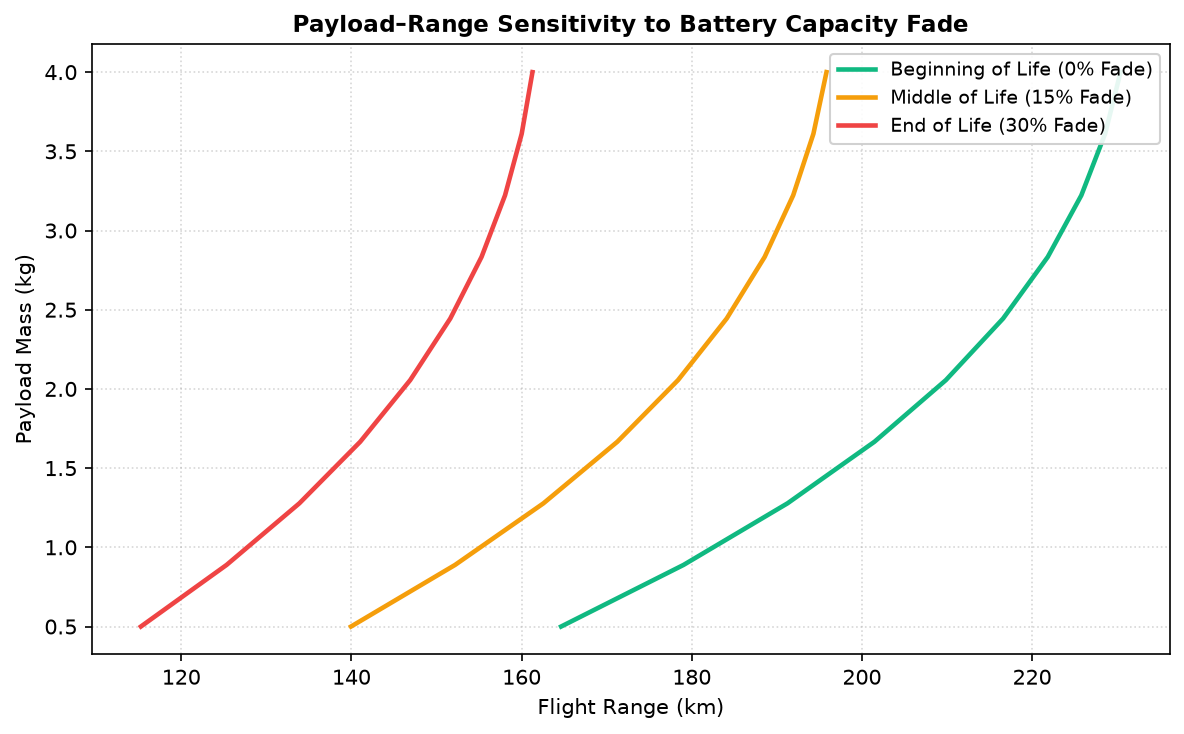 Payload–Range Sensitivity to Battery Capacity Fade
Beginning of Life (0% Fade)
Middle of Life (15% Fade)
End of Life (30% Fade)
Payload Mass (kg)
4.0
3.5
3.0
2.5
2.0
1.5
1.0
0.5
120 140 160 180 200 220
Flight Range (km)